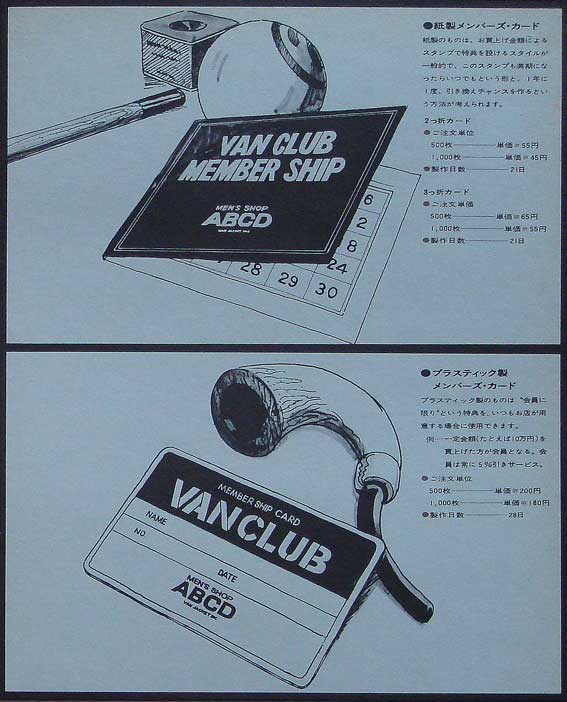 ●紙製メンバーズ・カード
紙製のものは、お買上げ金額による
スタンプで特典を設けるスタイルが
一般的で、このスタンプも満期にな
ったらいつでもという形と、1年に
1度、引き換えチャンスを作るとい
う方法が考えられます。
2つ折カード
●ご注文単位
500枚────単価＝55円
1,000枚────単価＝45円
●製作日数────21日
3つ折カード
●ご注文単価
500枚────単価＝65円
1,000枚────単価＝55円
●製作日数────21日
VAN CLUB
MEMBER SHIP
MEN'S SHOP
ABCD
VAN JACKET INC
6
2
8
24
28 29 30
●プラスティック製
メンバーズ・カード
プラスティック製のものは“会員に
限り”という特典を、いつもお店が用
意する場合に使用できます。
例…一定金額(たとえば10万円)を
買上げた方が会員となる。会
員は常に5%引きサービス。
●ご注文単位
500枚────単価＝200円
1,000枚────単価＝180円
●製作日数────28日
MEMBER SHIP CARD
VAN CLUB
NAME
NO.
DATE
MEN'S SHOP
ABCD
VAN JACKET INC